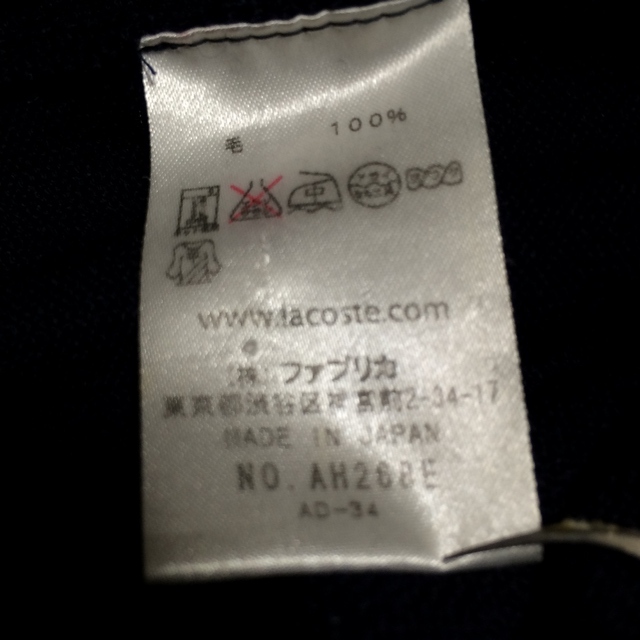 毛 100%
中
www.lacoste.com
(株) ファブリカ
東京都渋谷区神宮前2-34-17
MADE IN JAPAN
NO. AH268E
AD-34